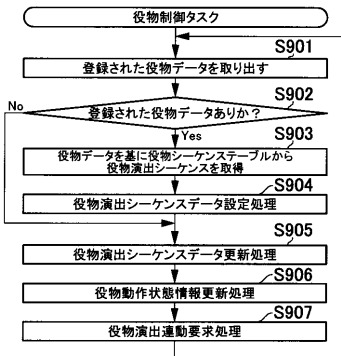 役物制御タスク
S901
登録された役物データを取り出す
S902
No
登録された役物データありか？
Yes
S903
役物データを基に役物シーケンステーブルから
役物演出シーケンスを取得
S904
役物演出シーケンスデータ設定処理
S905
役物演出シーケンスデータ更新処理
S906
役物動作状態情報更新処理
S907
役物演出連動要求処理